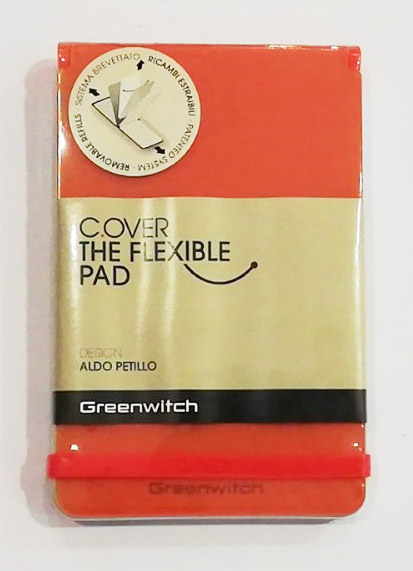 SISTEMA BREVETTATO · RICAMBI ESTRAIBILI · PATENTED SYSTEM · REMOVABLE REFILLS ·
C.OVER
THE FLEXIBLE
PAD
DESIGN
ALDO PETILLO
Greenwitch
Greenwitch